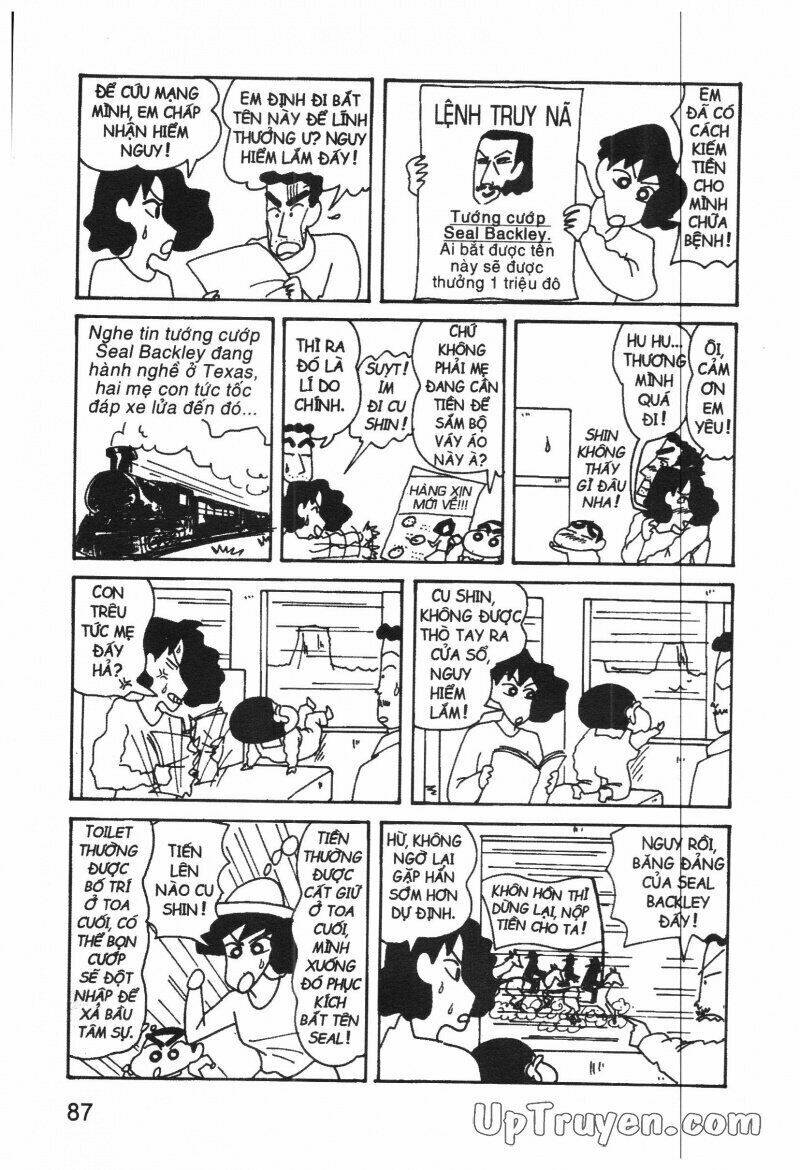 EM
ĐÃ CÓ
CÁCH
KIẾM
TIỀN
CHO
MÌNH
CHỮA
BỆNH!
LỆNH TRUY NÃ
Tướng cướp
Seal Backley.
Ai bắt được tên
này sẽ được
thưởng 1 triệu đô
EM ĐỊNH ĐI BẮT
TÊN NÀY ĐỂ LĨNH
THƯỞNG Ư? NGUY
HIỂM LẮM ĐẤY!
ĐỂ CỨU MẠNG
MÌNH, EM CHẤP
NHẬN HIỂM
NGUY!
ÔI,
CẢM
ƠN
EM
YÊU!
HU HU...
THƯƠNG
MÌNH
QUÁ
ĐI!
SHIN
KHÔNG
THẤY
GÌ ĐÂU
NHA!
CHỨ
KHÔNG
PHẢI MẸ
ĐANG CẦN
TIỀN ĐỂ
SẮM BỘ
VÁY ÁO
NÀY À?
HÀNG XỊN
MỚI VỀ!!!
SUỴT!
IM
ĐI CU
SHIN!
THÌ RA
ĐÓ LÀ
LÍ DO
CHÍNH.
Nghe tin tướng cướp
Seal Backley đang
hành nghề ở Texas,
hai mẹ con tức tốc
đáp xe lửa đến đó...
CU SHIN,
KHÔNG ĐƯỢC
THÒ TAY RA
CỬA SỔ,
NGUY
HIỂM
LẮM!
CON
TRÊU
TỨC MẸ
ĐẤY
HẢ?
NGUY RỒI,
BĂNG ĐẢNG
CỦA SEAL
BACKLEY
ĐẤY!
KHÔN HỒN THÌ
DỪNG LẠI, NỘP
TIỀN CHO TA!
HỪ, KHÔNG
NGỜ LẠI
GẶP HẮN
SỚM HƠN
DỰ ĐỊNH.
TIỀN
THƯỜNG
ĐƯỢC
CẤT GIỮ
Ở TOA
CUỐI,
MÌNH
XUỐNG
ĐÓ PHỤC
KÍCH
BẮT TÊN
SEAL!
TIẾN
LÊN
NÀO CU
SHIN!
TOILET
THƯỜNG
ĐƯỢC
BỐ TRÍ
Ở TOA
CUỐI, CÓ
THỂ BỌN
CƯỚP
SẼ ĐỘT
NHẬP ĐỂ
XẢ BẦU
TÂM SỰ.
87
UPTRUYEN.COM